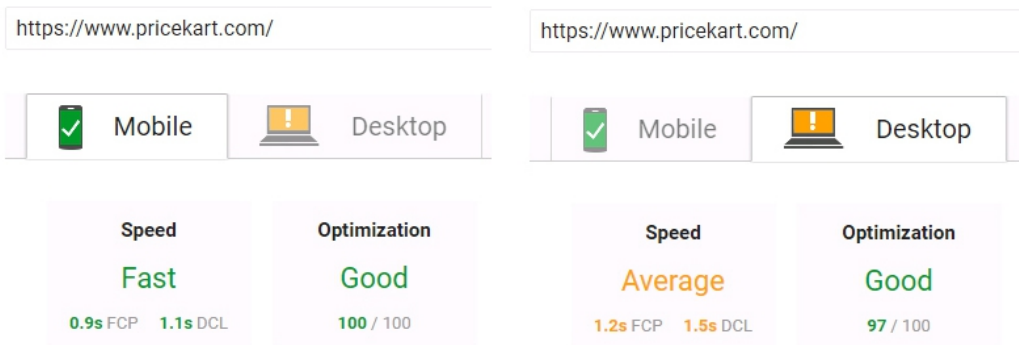 https://www.pricekart.com/
Mobile
Desktop
Speed
Optimization
Fast
Good
0.9s FCP 1.1s DCL
100 / 100
https://www.pricekart.com/
Mobile
Desktop
Speed
Optimization
Average
Good
1.2s FCP 1.5s DCL
97 / 100